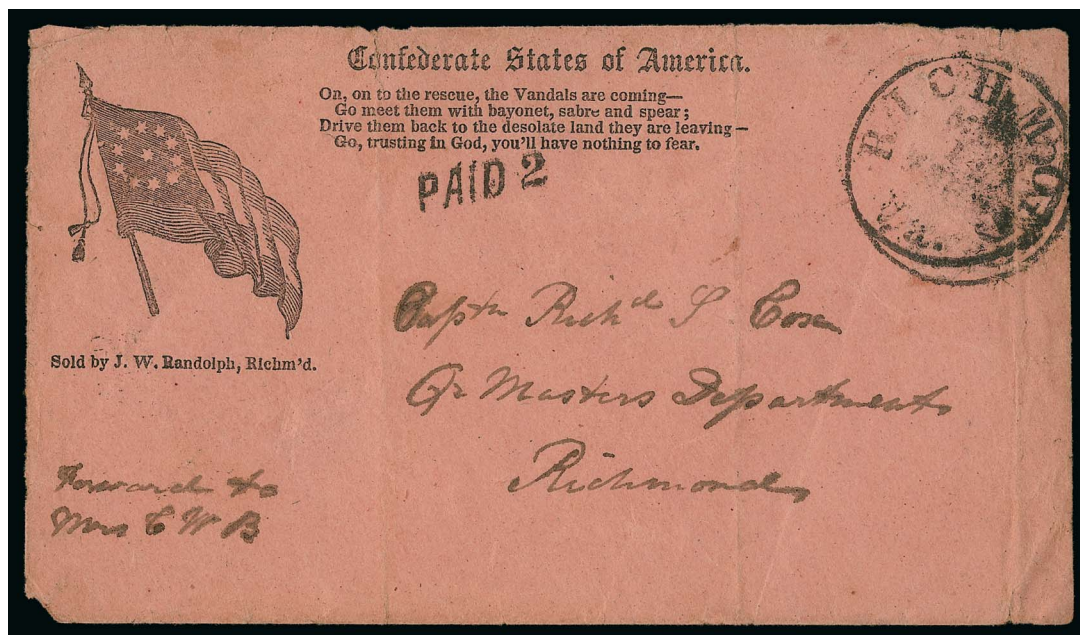 Confederate States of America.
On, on to the rescue, the Vandals are coming—
Go meet them with bayonet, sabre and spear;
Drive them back to the desolate land they are leaving—
Go, trusting in God, you'll have nothing to fear.
PAID 2
RICHMOND VA.
Sold by J. W. Randolph, Richm'd.
Captn Richd S. Cox
Qr Masters Department
Richmond
Forward to
Mrs C W B